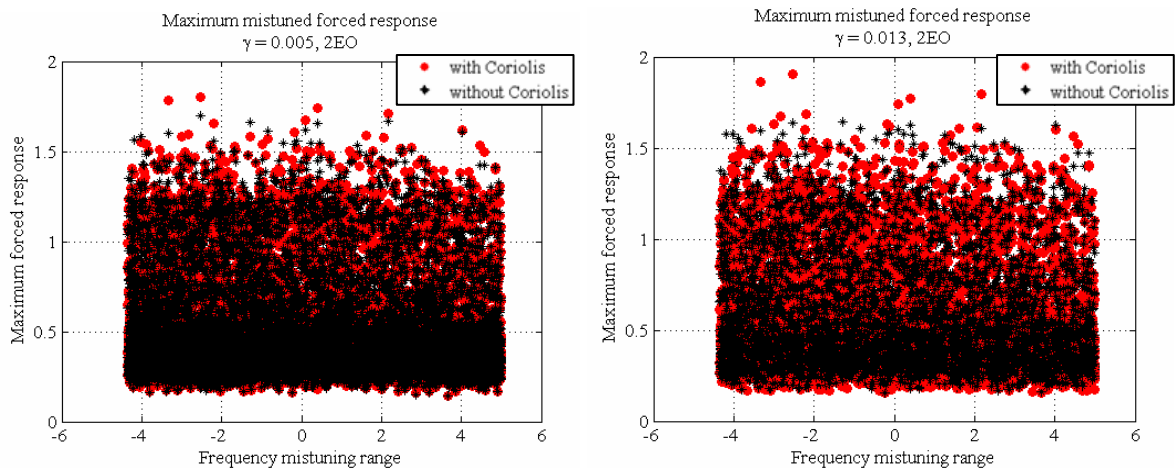 Maximum mistuned forced response
γ = 0.005, 2EO
with Coriolis
without Coriolis
2
1.5
1
0.5
0
Maximum forced response
-6
-4
-2
0
2
4
6
Frequency mistuning range
Maximum mistuned forced response
γ = 0.013, 2EO
with Coriolis
without Coriolis
2
1.5
1
0.5
0
Maximum forced response
-6
-4
-2
0
2
4
6
Frequency mistuning range